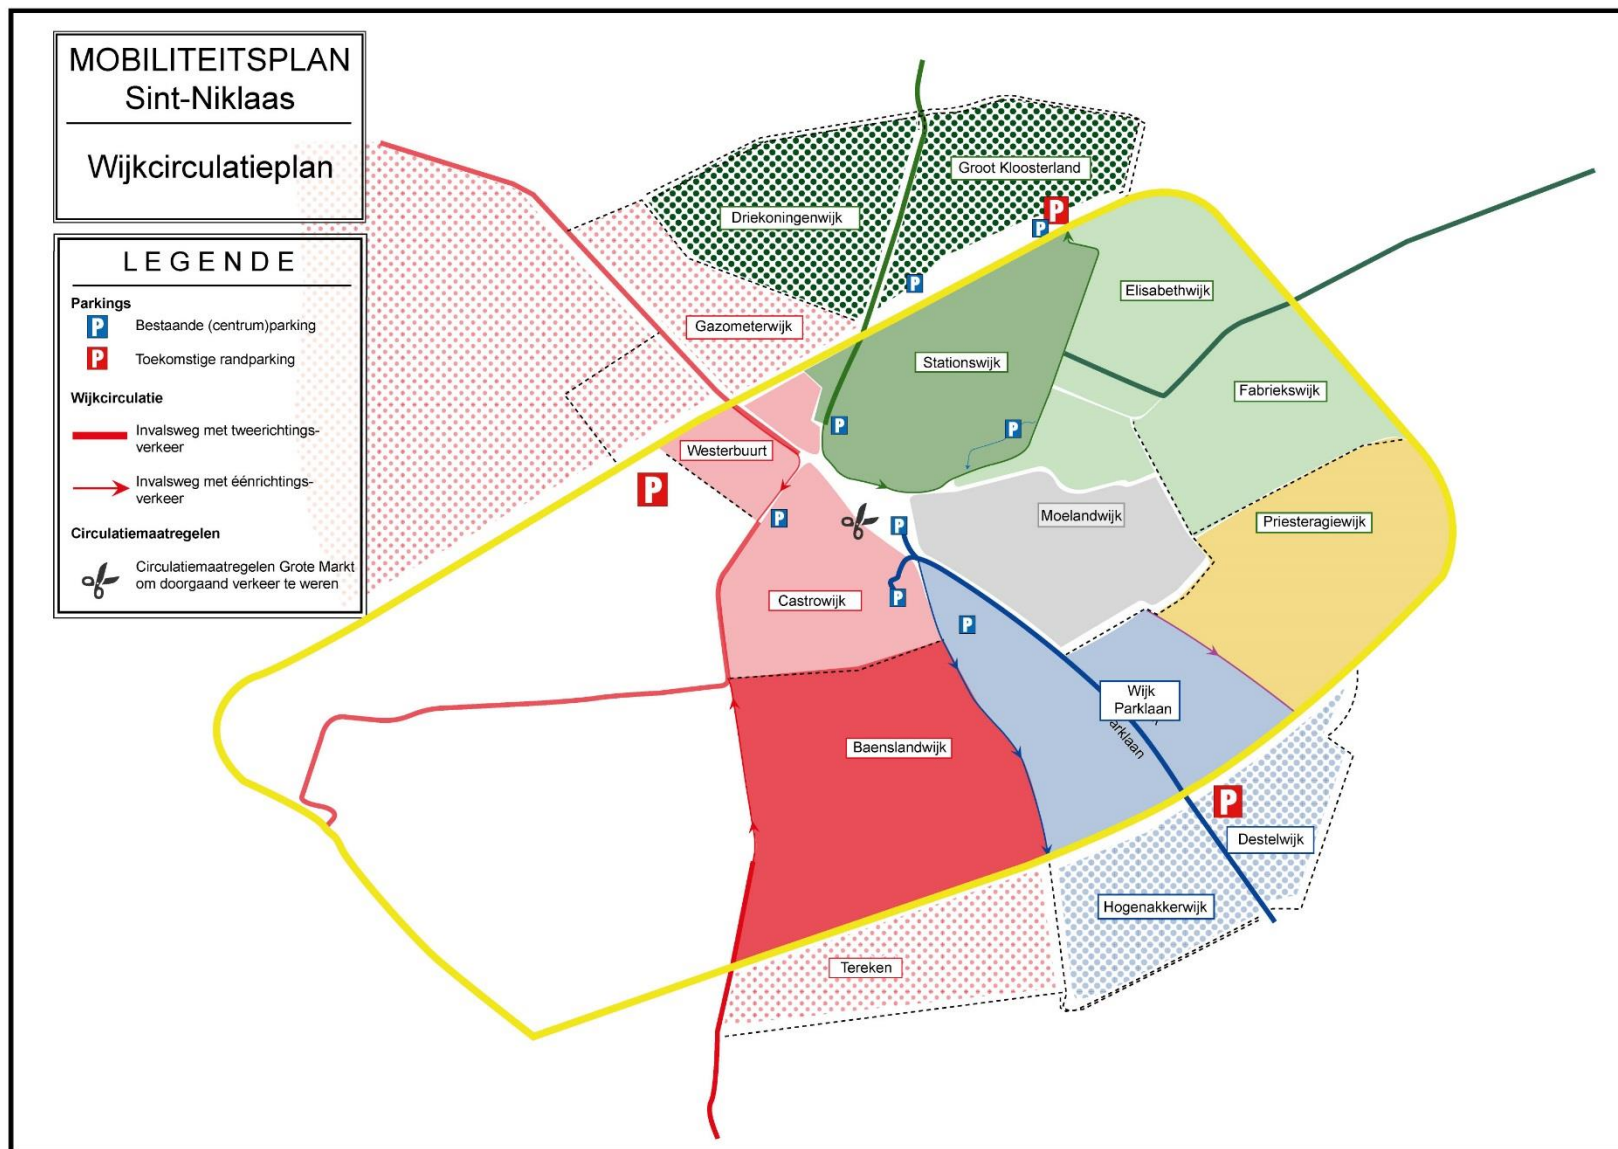 MOBILITEITSPLAN
Sint-Niklaas
Wijkcirculatieplan
LEGENDE
Parkings
P Bestaande (centrum)parking
P Toekomstige randparking
Wijkcirculatie
Invalsweg met tweerichtings-
verkeer
Invalsweg met éénrichtings-
verkeer
Circulatiemaatregelen
Circulatiemaatregelen Grote Markt
om doorgaand verkeer te weren
Groot Kloosterland
Driekoningenwijk
P
P
P
Elisabethwijk
Gazometerwijk
Stationswijk
Fabriekswijk
P
P
Westerbuurt
P
P
P
Moelandwijk
Priesteragiewijk
Castrowijk
P
P
Wijk
Parklaan
arklaan
Baenslandwijk
P
Destelwijk
Hogenakkerwijk
Tereken